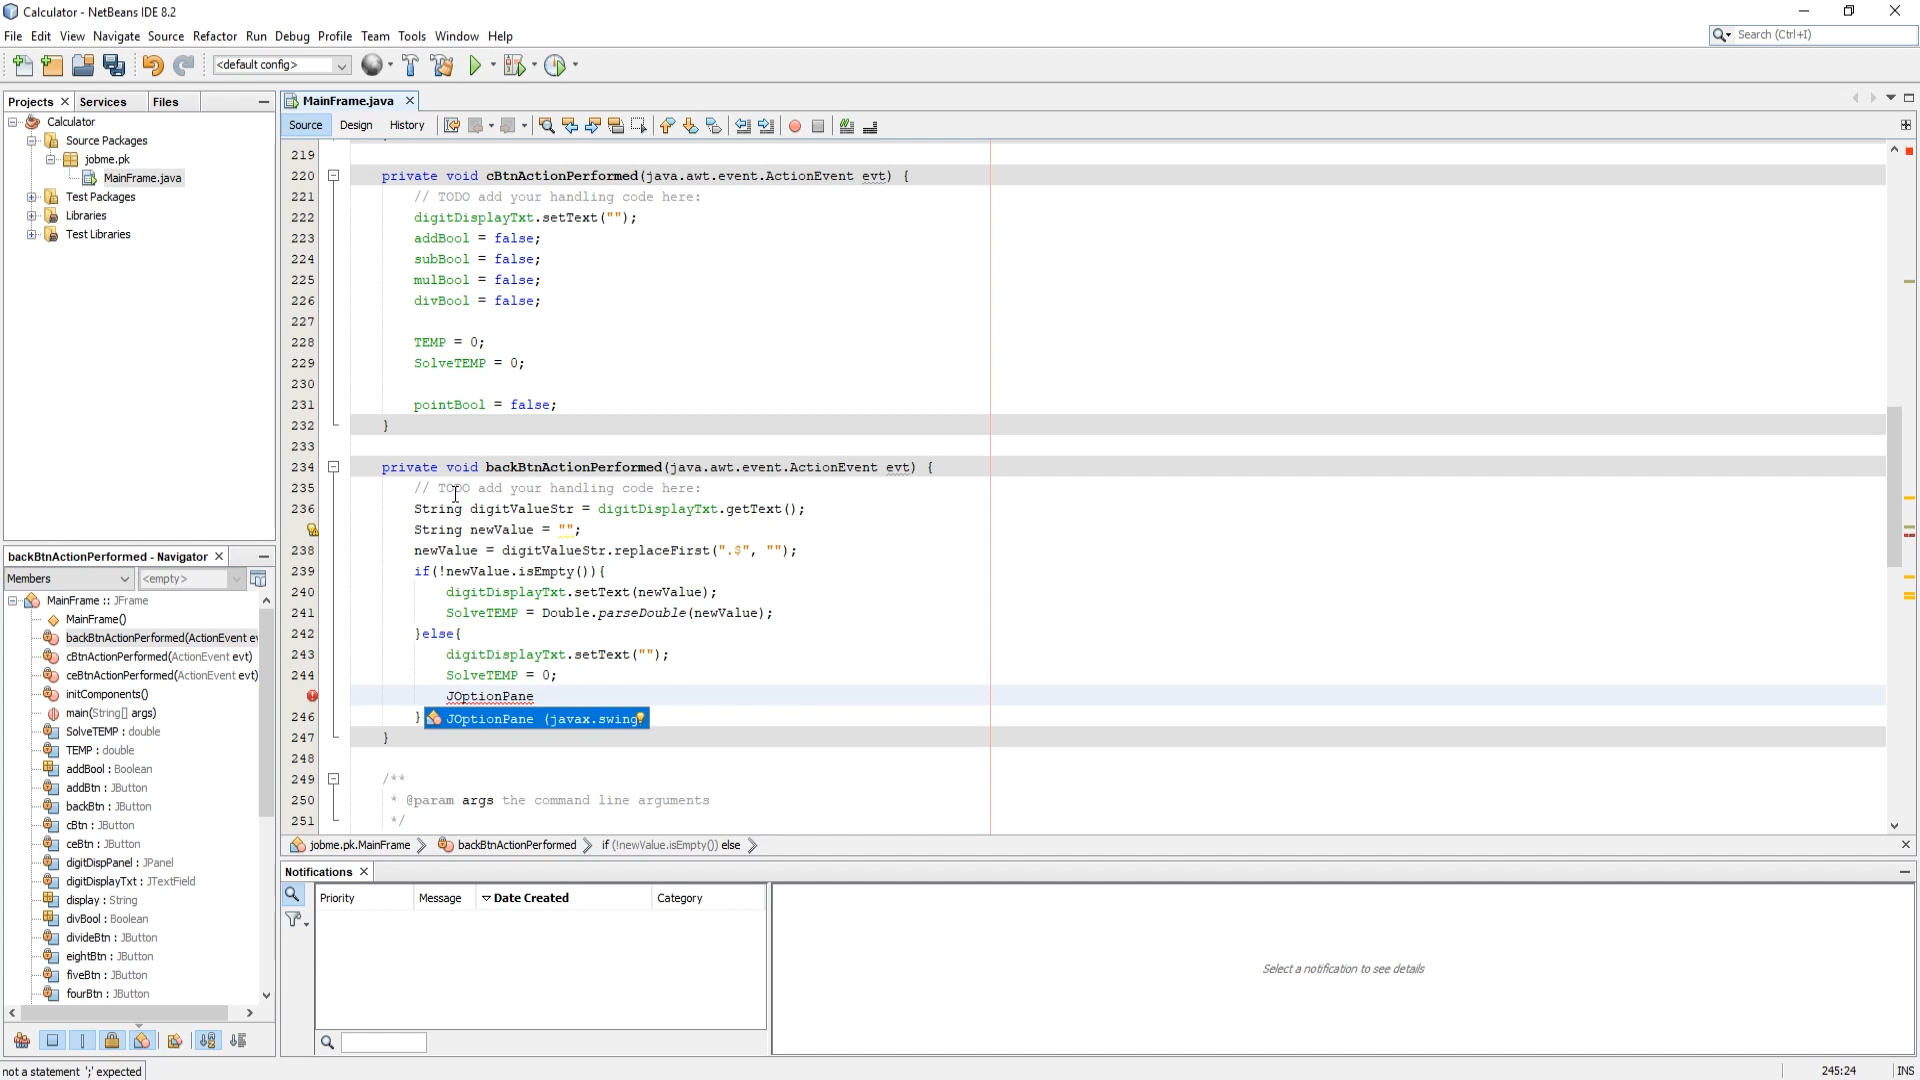 Calculator - NetBeans IDE 8.2
File Edit View Navigate Source Refactor Run Debug Profile Team Tools Window Help
Search (Ctrl+I)
<default config>
Projects Services Files
MainFrame.java
Calculator
Source Packages
jobme.pk
MainFrame.java
Test Packages
Libraries
Test Libraries
Source Design History
219
220 private void cBtnActionPerformed(java.awt.event.ActionEvent evt) {
221 // TODO add your handling code here:
222 digitDisplayTxt.setText("");
223 addBool = false;
224 subBool = false;
225 mulBool = false;
226 divBool = false;
227
228 TEMP = 0;
229 SolveTEMP = 0;
230
231 pointBool = false;
232 }
233
234 private void backBtnActionPerformed(java.awt.event.ActionEvent evt) {
235 // TODO add your handling code here:
236 String digitValueStr = digitDisplayTxt.getText();
String newValue = "";
238 newValue = digitValueStr.replaceFirst(".$", "");
239 if(!newValue.isEmpty()){
240 digitDisplayTxt.setText(newValue);
241 SolveTEMP = Double.parseDouble(newValue);
242 }else{
243 digitDisplayTxt.setText("");
244 SolveTEMP = 0;
JOptionPane
246 } JOptionPane (javax.swing
247 }
248
249 /**
250 * @param args the command line arguments
251 */
jobme.pk.MainFrame backBtnActionPerformed if (!newValue.isEmpty()) else
backBtnActionPerformed - Navigator
Members <empty>
MainFrame :: JFrame
MainFrame()
backBtnActionPerformed(ActionEvent ev
cBtnActionPerformed(ActionEvent evt)
ceBtnActionPerformed(ActionEvent evt)
initComponents()
main(String[] args)
SolveTEMP : double
TEMP : double
addBool : Boolean
addBtn : JButton
backBtn : JButton
cBtn : JButton
ceBtn : JButton
digitDispPanel : JPanel
digitDisplayTxt : JTextField
display : String
divBool : Boolean
divideBtn : JButton
eightBtn : JButton
fiveBtn : JButton
fourBtn : JButton
Notifications
Priority Message Date Created Category
Select a notification to see details
not a statement ';' expected
245:24 INS